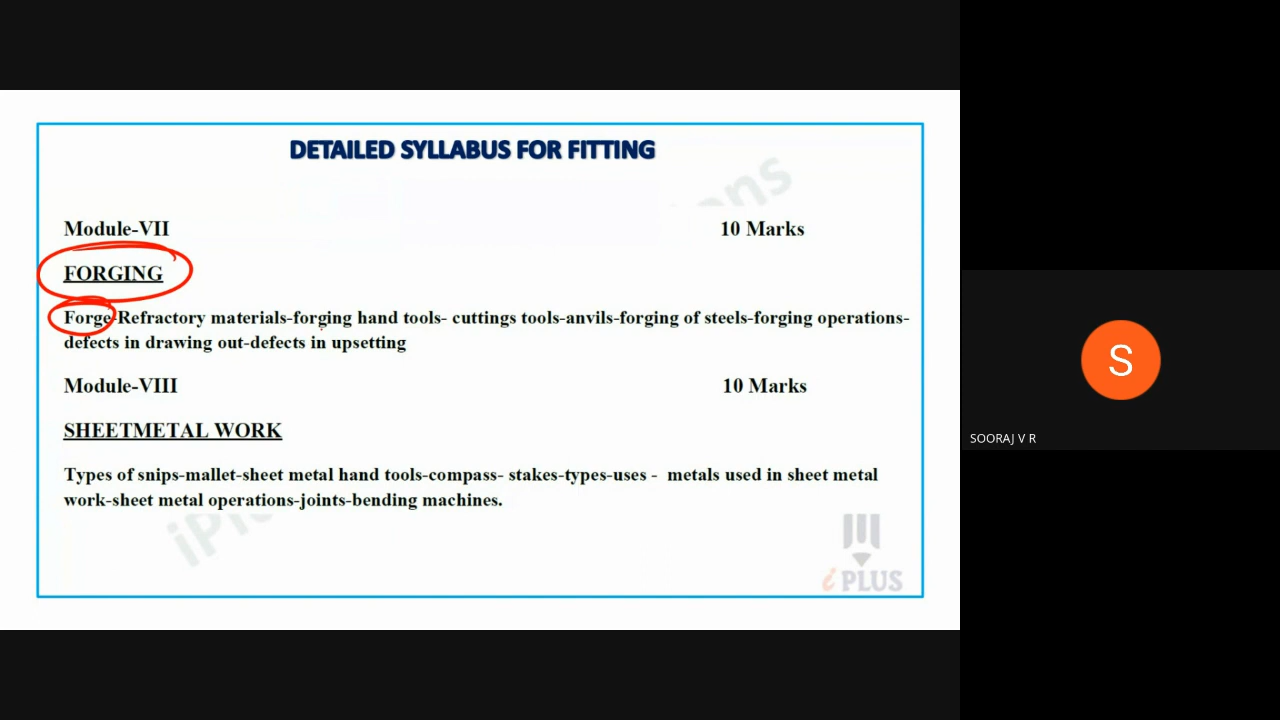 DETAILED SYLLABUS FOR FITTING
ons
Module-VII 10 Marks
FORGING
Forge-Refractory materials-forging hand tools- cuttings tools-anvils-forging of steels-forging operations-
defects in drawing out-defects in upsetting
Module-VIII 10 Marks
SHEETMETAL WORK
Types of snips-mallet-sheet metal hand tools-compass- stakes-types-uses - metals used in sheet metal
work-sheet metal operations-joints-bending machines.
iPl
i PLUS
S
SOORAJ V R